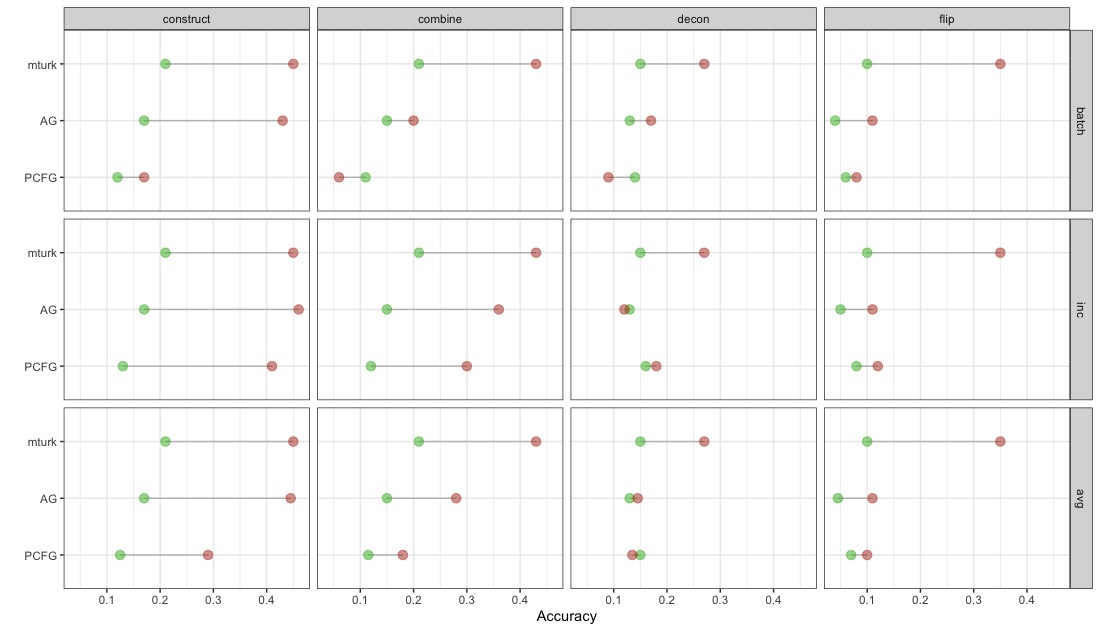 construct combine decon flip
mturk
AG
PCFG
batch
mturk
AG
PCFG
inc
mturk
AG
PCFG
avg
0.1 0.2 0.3 0.4 0.1 0.2 0.3 0.4 0.1 0.2 0.3 0.4 0.1 0.2 0.3 0.4
Accuracy